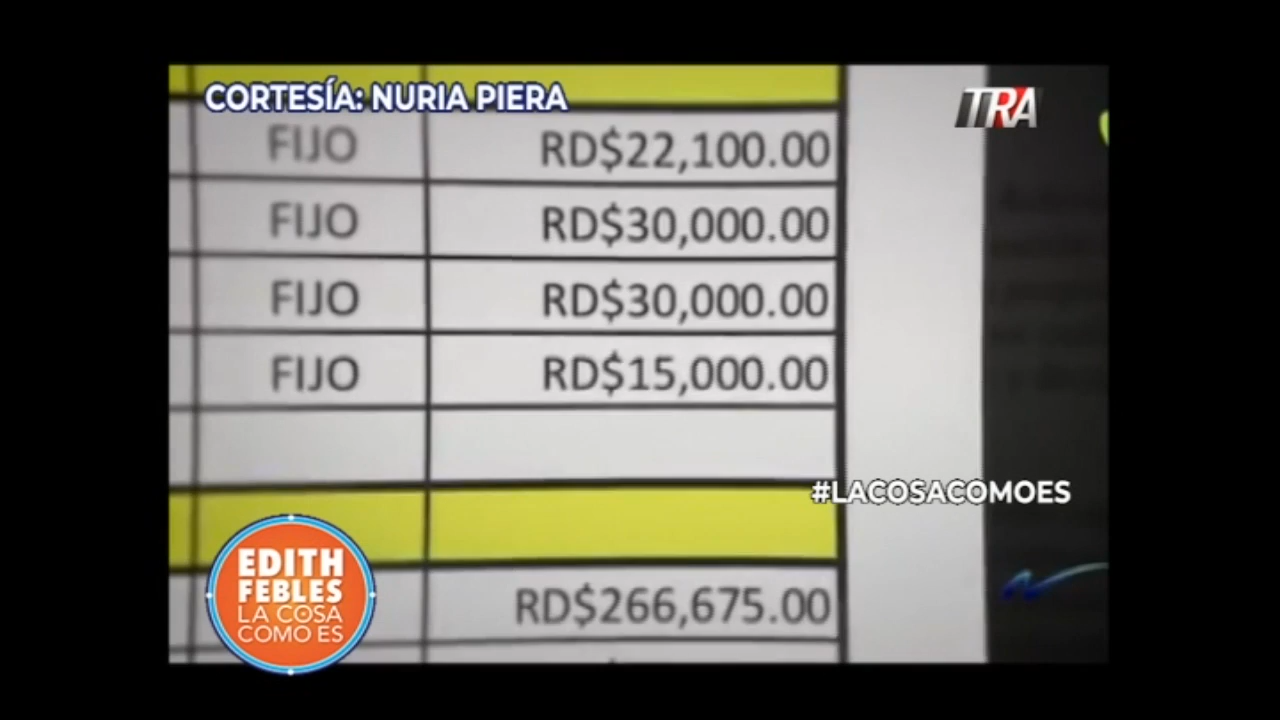 CORTESÍA: NURIA PIERA
TRA
FIJO RD$22,100.00
FIJO RD$30,000.00
FIJO RD$30,000.00
FIJO RD$15,000.00
#LACOSACOMOES
RD$266,675.00
EDITH
FEBLES
LA COSA
COMO ES